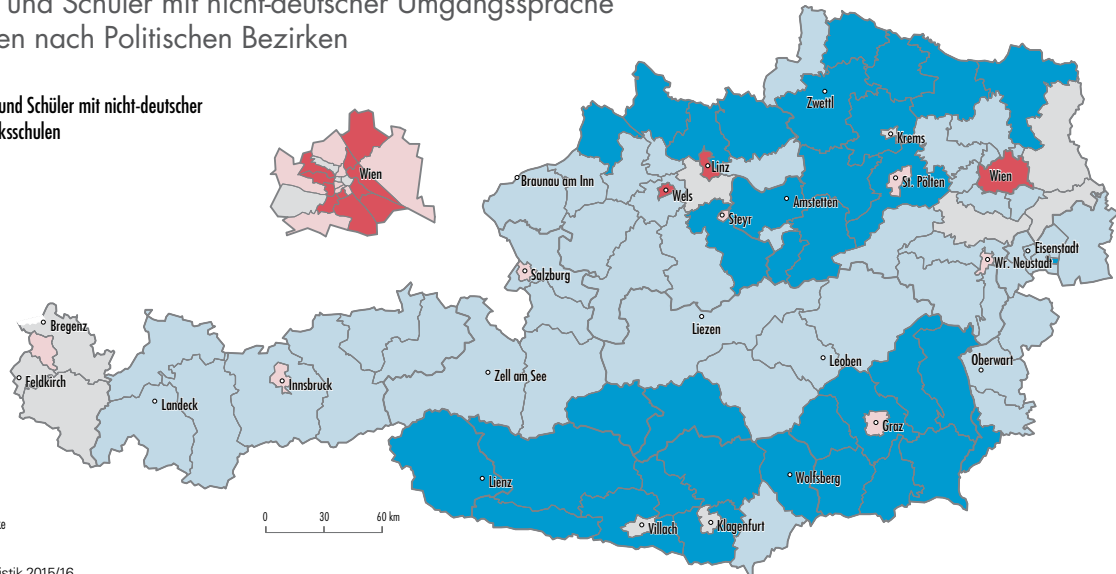 und Schüler mit nicht-deutscher Umgangssprache
en nach Politischen Bezirken
und Schüler mit nicht-deutscher
ksschulen
Wien
Zwettl
Krems
Linz
Wien
St. Pölten
Braunau am Inn
Wels
Amstetten
Steyr
Eisenstadt
Wr. Neustadt
Salzburg
Bregenz
Liezen
Leoben
Oberwart
Feldkirch
Innsbruck
Zell am See
Landeck
Graz
Lienz
Wolfsberg
0 30 60 km
Villach
Klagenfurt
istik 2015/16